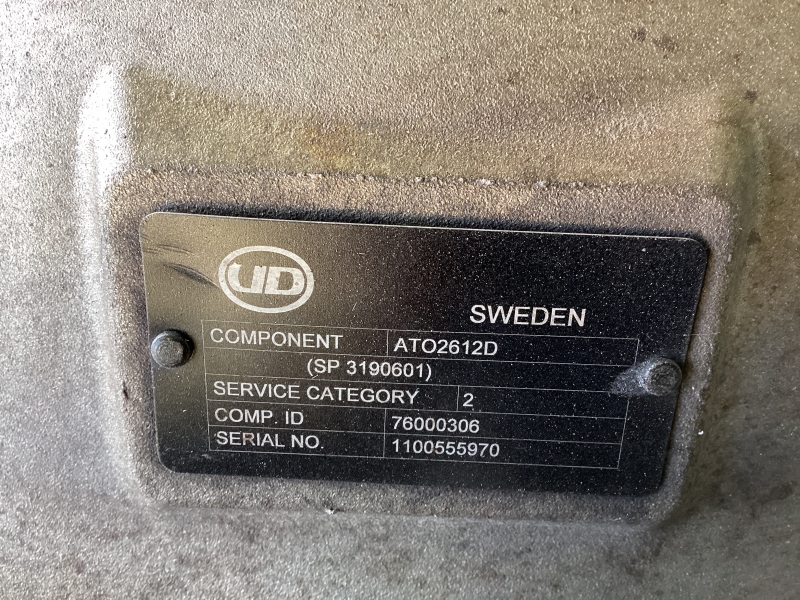 UD
SWEDEN
COMPONENT ATO2612D
(SP 3190601)
SERVICE CATEGORY 2
COMP. ID 76000306
SERIAL NO. 1100555970